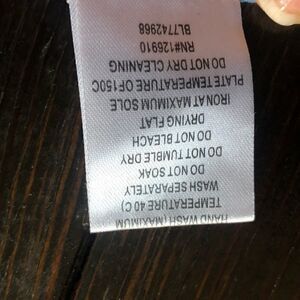 HAND WASH (MAXIMUM
TEMPERATURE 40 C)
WASH SEPARATELY
DO NOT SOAK
DO NOT TUMBLE DRY
DO NOT BLEACH
DRYING FLAT
IRON AT MAXIMUM SOLE
PLATE TEMPERATURE OF 150C
DO NOT DRY CLEANING
RN#126910
BL7742968